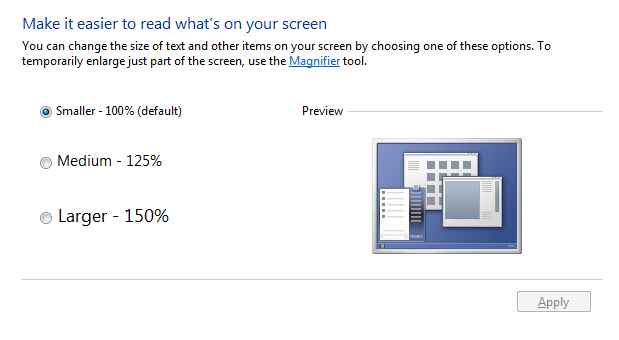 Make it easier to read what's on your screen
You can change the size of text and other items on your screen by choosing one of these options. To
temporarily enlarge just part of the screen, use the Magnifier tool.
Smaller - 100% (default)
Preview
Medium - 125%
Larger - 150%
Apply